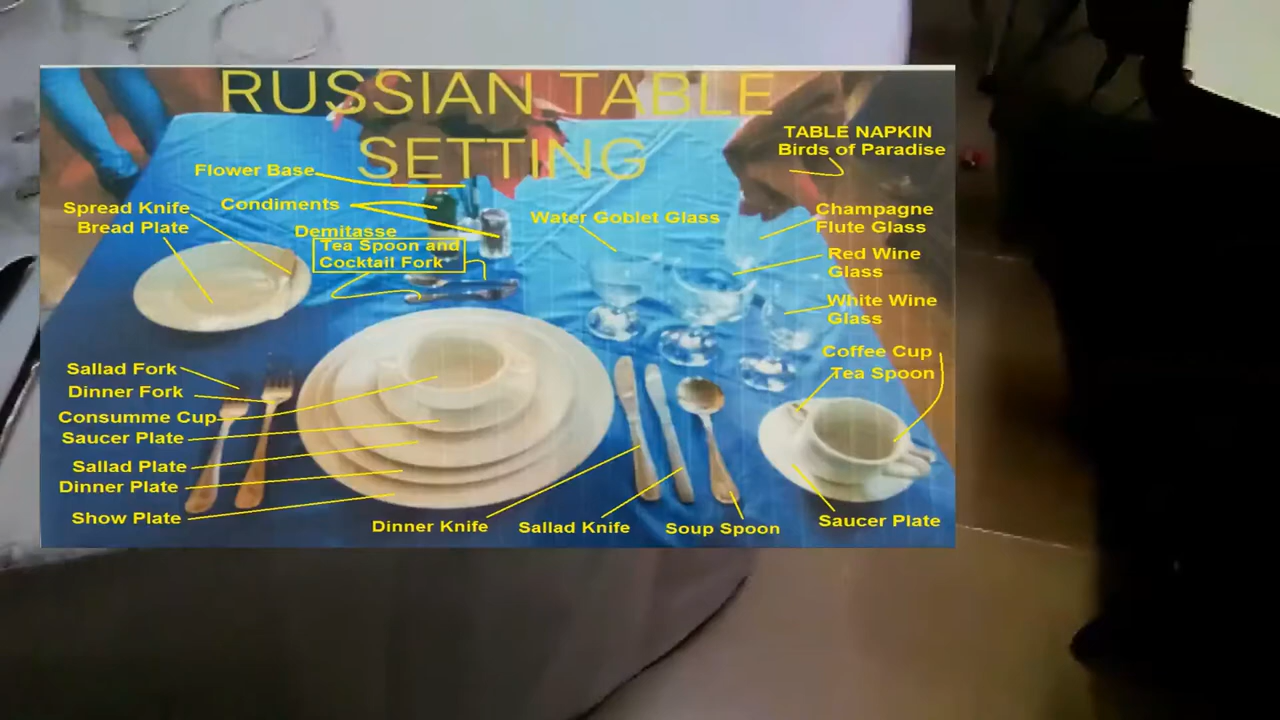 RUSSIAN TABLE
SETTING
TABLE NAPKIN
Birds of Paradise
Flower Base
Condiments
Spread Knife
Bread Plate
Demitasse
Tea Spoon and
Cocktail Fork
Water Goblet Glass
Champagne
Flute Glass
Red Wine
Glass
White Wine
Glass
Coffee Cup
Tea Spoon
Sallad Fork
Dinner Fork
Consumme Cup
Saucer Plate
Sallad Plate
Dinner Plate
Show Plate
Dinner Knife
Sallad Knife
Soup Spoon
Saucer Plate